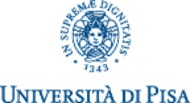 IN SUPREMÆ DIGNITATIS
· 1343 ·
UNIVERSITÀ DI PISA